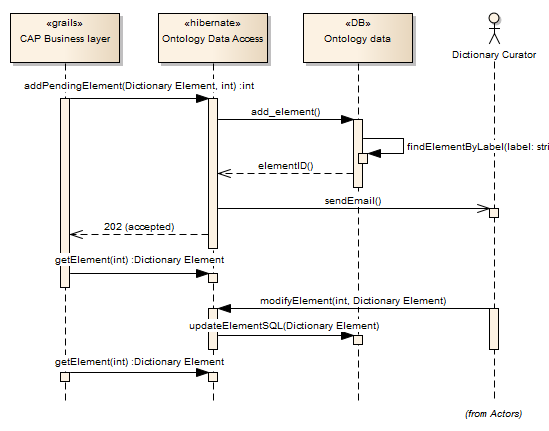 «grails»
CAP Business layer
«hibernate»
Ontology Data Access
«DB»
Ontology data
Dictionary Curator
addPendingElement(Dictionary Element, int) :int
add_element()
findElementByLabel(label: stri
elementID()
sendEmail()
202 (accepted)
getElement(int) :Dictionary Element
modifyElement(int, Dictionary Element)
updateElementSQL(Dictionary Element)
getElement(int) :Dictionary Element
(from Actors)